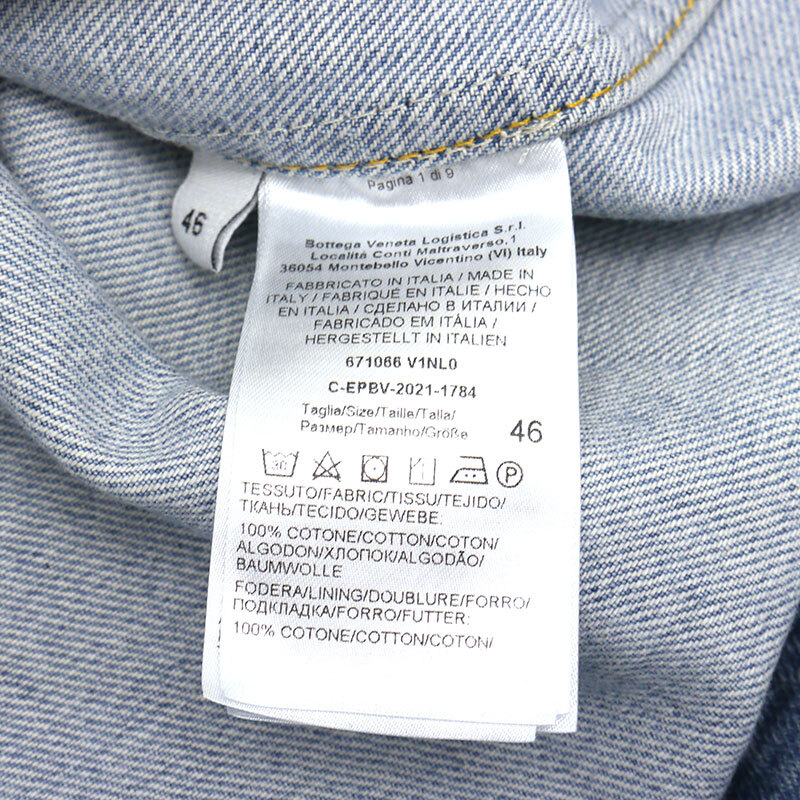 Pagina 1 di 9
46
Bottega Veneta Logistica S.r.l.
Località Conti Maltraverso,1
36054 Montebello Vicentino (VI) Italy
FABBRICATO IN ITALIA / MADE IN
ITALY / FABRIQUÉ EN ITALIE / HECHO
EN ITALIA / СДЕЛАНО В ИТАЛИИ /
FABRICADO EM ITÁLIA /
HERGESTELLT IN ITALIEN
671066 V1NL0
C-EPBV-2021-1784
Taglia/Size/Taille/Talla/
Размер/Tamanho/Größe
46
30
P
TESSUTO/FABRIC/TISSU/TEJIDO/
ТКАНЬ/TECIDO/GEWEBE:
100% COTONE/COTTON/COTON/
ALGODON/ХЛОПОК/ALGODÃO/
BAUMWOLLE
FODERA/LINING/DOUBLURE/FORRO/
ПОДКЛАДКА/FORRO/FUTTER:
100% COTONE/COTTON/COTON/